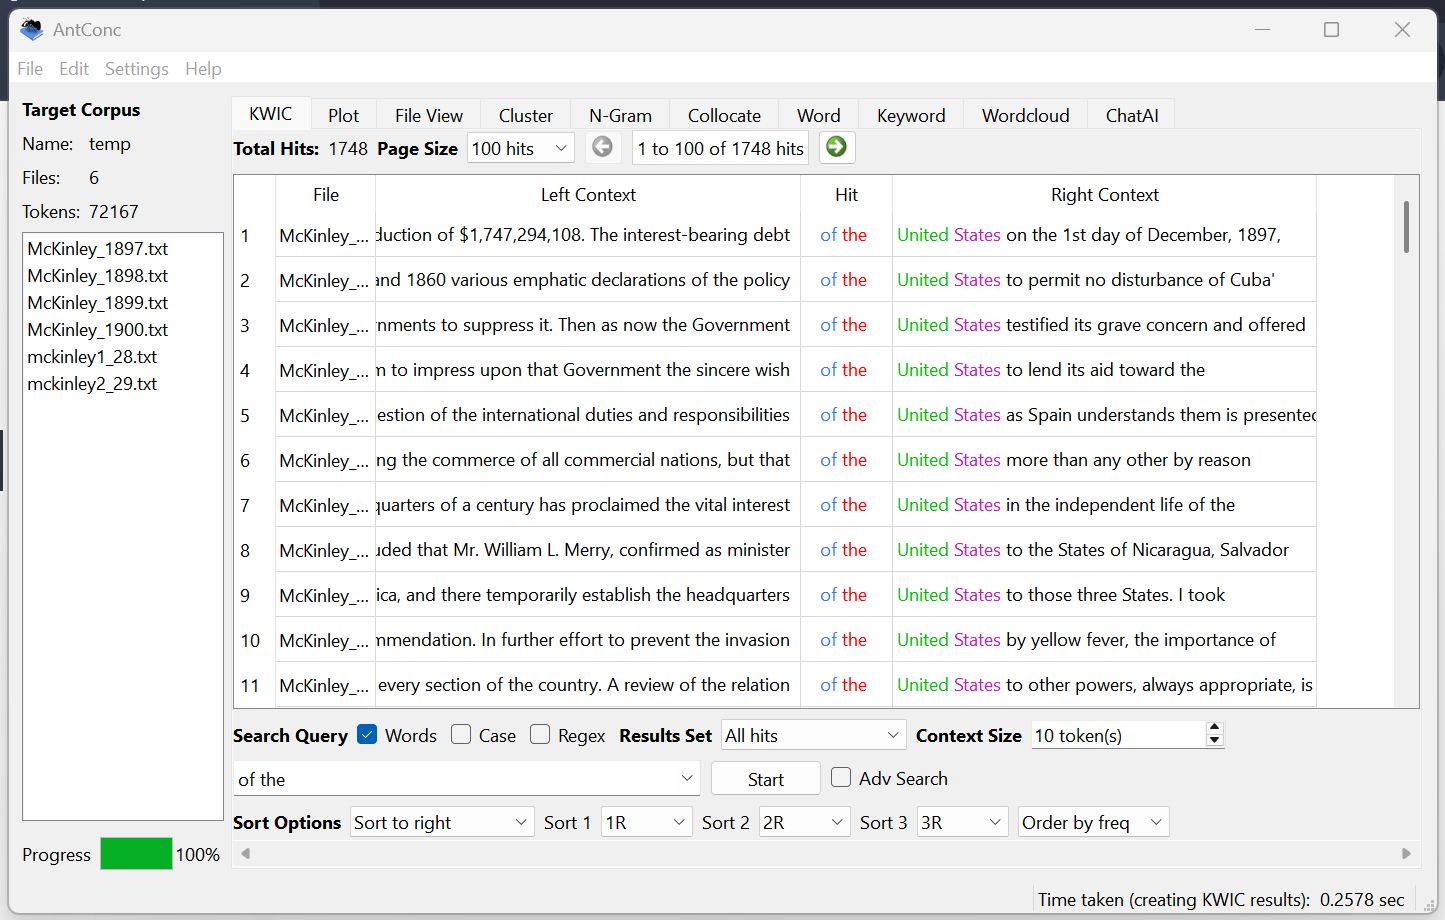 AntConc
File Edit Settings Help
Target Corpus
Name: temp
Files: 6
Tokens: 72167
McKinley_1897.txt
McKinley_1898.txt
McKinley_1899.txt
McKinley_1900.txt
mckinley1_28.txt
mckinley2_29.txt
Progress 100%
KWIC Plot File View Cluster N-Gram Collocate Word Keyword Wordcloud ChatAI
Total Hits: 1748 Page Size 100 hits 1 to 100 of 1748 hits
File Left Context Hit Right Context
1 McKinley_... duction of $1,747,294,108. The interest-bearing debt of the United States on the 1st day of December, 1897,
2 McKinley_... and 1860 various emphatic declarations of the policy of the United States to permit no disturbance of Cuba'
3 McKinley_... rnments to suppress it. Then as now the Government of the United States testified its grave concern and offered
4 McKinley_... m to impress upon that Government the sincere wish of the United States to lend its aid toward the
5 McKinley_... estion of the international duties and responsibilities of the United States as Spain understands them is presented
6 McKinley_... ng the commerce of all commercial nations, but that of the United States more than any other by reason
7 McKinley_... quarters of a century has proclaimed the vital interest of the United States in the independent life of the
8 McKinley_... uded that Mr. William L. Merry, confirmed as minister of the United States to the States of Nicaragua, Salvador
9 McKinley_... ica, and there temporarily establish the headquarters of the United States to those three States. I took
10 McKinley_... mmendation. In further effort to prevent the invasion of the United States by yellow fever, the importance of
11 McKinley_... every section of the country. A review of the relation of the United States to other powers, always appropriate, is
Search Query Words Case Regex Results Set All hits Context Size 10 token(s)
of the Start Adv Search
Sort Options Sort to right Sort 1 1R Sort 2 2R Sort 3 3R Order by freq
Time taken (creating KWIC results): 0.2578 sec